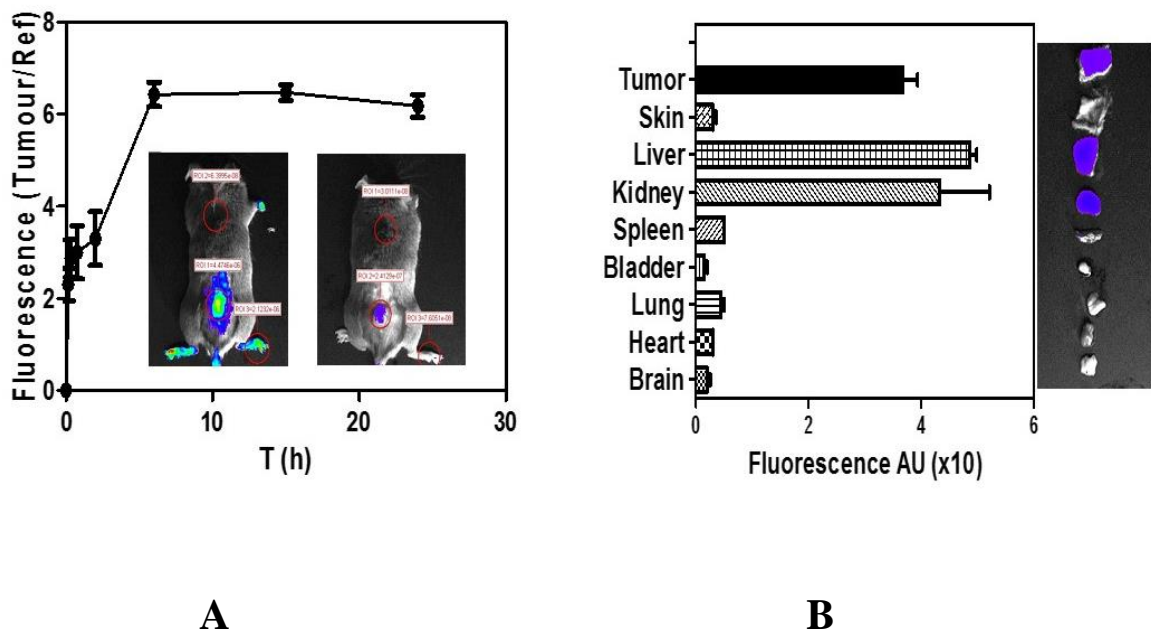 Fluorescence (Tumour/Ref)
8
6
4
2
0
0 10 20 30
T (h)
Tumor
Skin
Liver
Kidney
Spleen
Bladder
Lung
Heart
Brain
0 2 4 6
Fluorescence AU (x10)
A
B